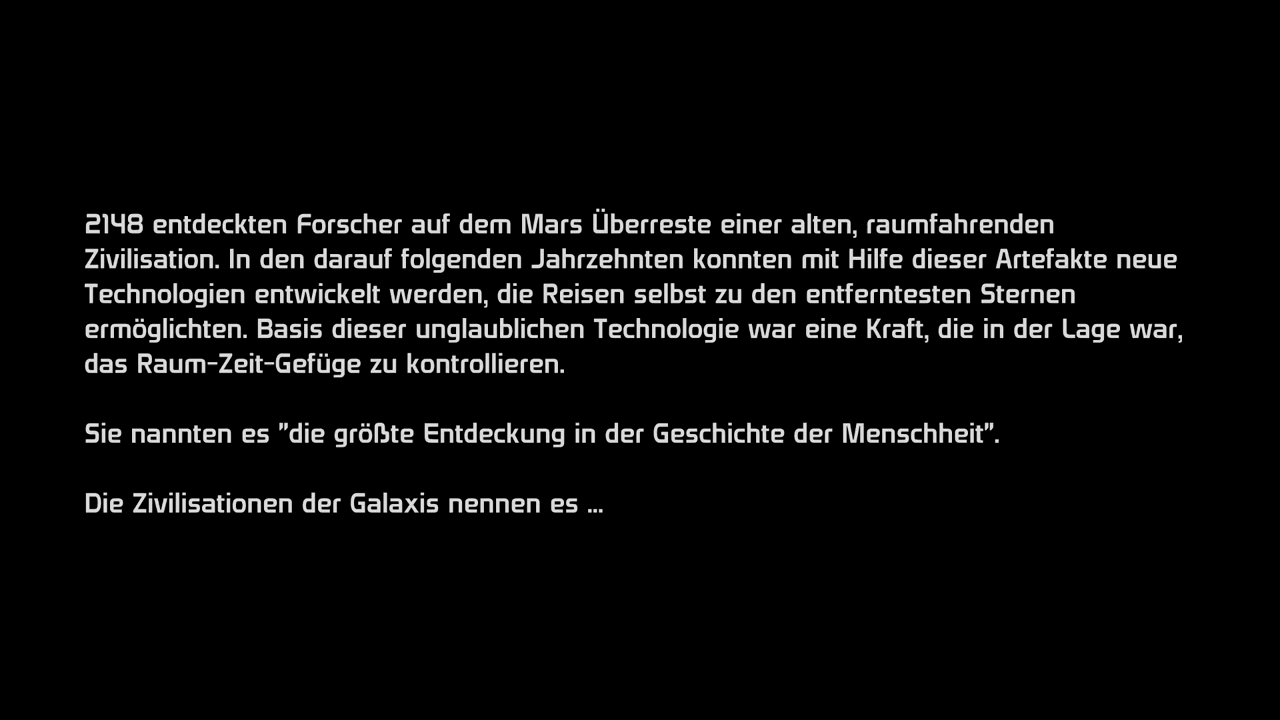 2148 entdeckten Forscher auf dem Mars Überreste einer alten, raumfahrenden
Zivilisation. In den darauf folgenden Jahrzehnten konnten mit Hilfe dieser Artefakte neue
Technologien entwickelt werden, die Reisen selbst zu den entferntesten Sternen
ermöglichten. Basis dieser unglaublichen Technologie war eine Kraft, die in der Lage war,
das Raum-Zeit-Gefüge zu kontrollieren.
Sie nannten es "die größte Entdeckung in der Geschichte der Menschheit".
Die Zivilisationen der Galaxis nennen es ...